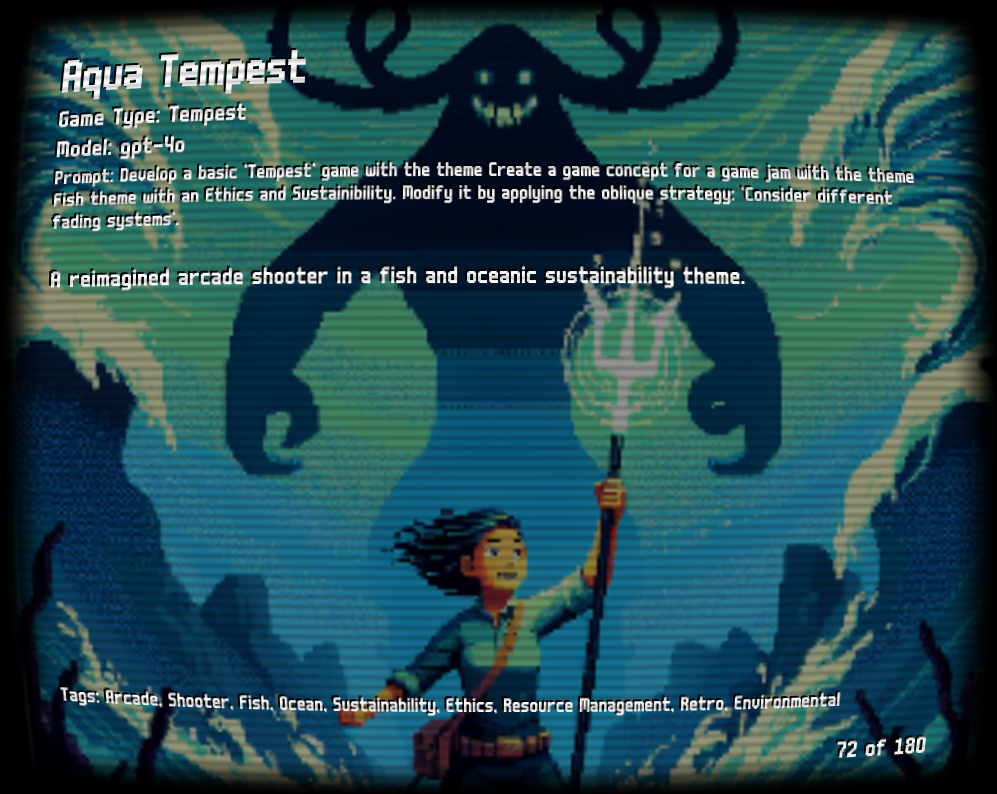 Aqua Tempest
Game Type: Tempest
Model: gpt-4o
Prompt: Develop a basic 'Tempest' game with the theme Create a game concept for a game jam with the theme
Fish theme with an Ethics and Sustainibility. Modify it by applying the oblique strategy: 'Consider different
fading systems'.
A reimagined arcade shooter in a fish and oceanic sustainability theme.
Tags: Arcade, Shooter, Fish, Ocean, Sustainability, Ethics, Resource Management, Retro, Environmental
72 of 180